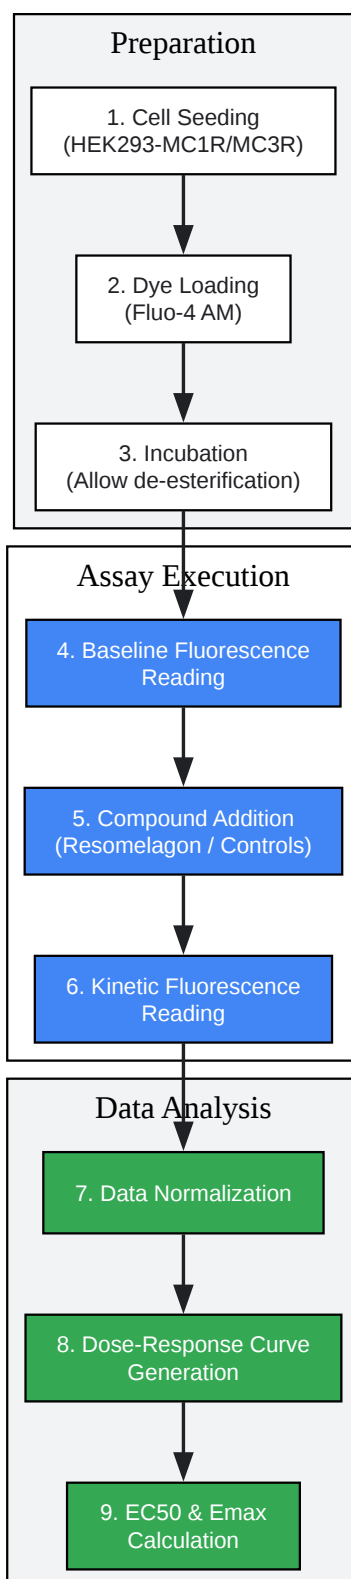 Preparation
1. Cell Seeding
(HEK293-MC1R/MC3R)
2. Dye Loading
(Fluo-4 AM)
3. Incubation
(Allow de-esterification)
Assay Execution
4. Baseline Fluorescence
Reading
5. Compound Addition
(Resomelagon / Controls)
6. Kinetic Fluorescence
Reading
Data Analysis
7. Data Normalization
8. Dose-Response Curve
Generation
9. EC50 & Emax
Calculation